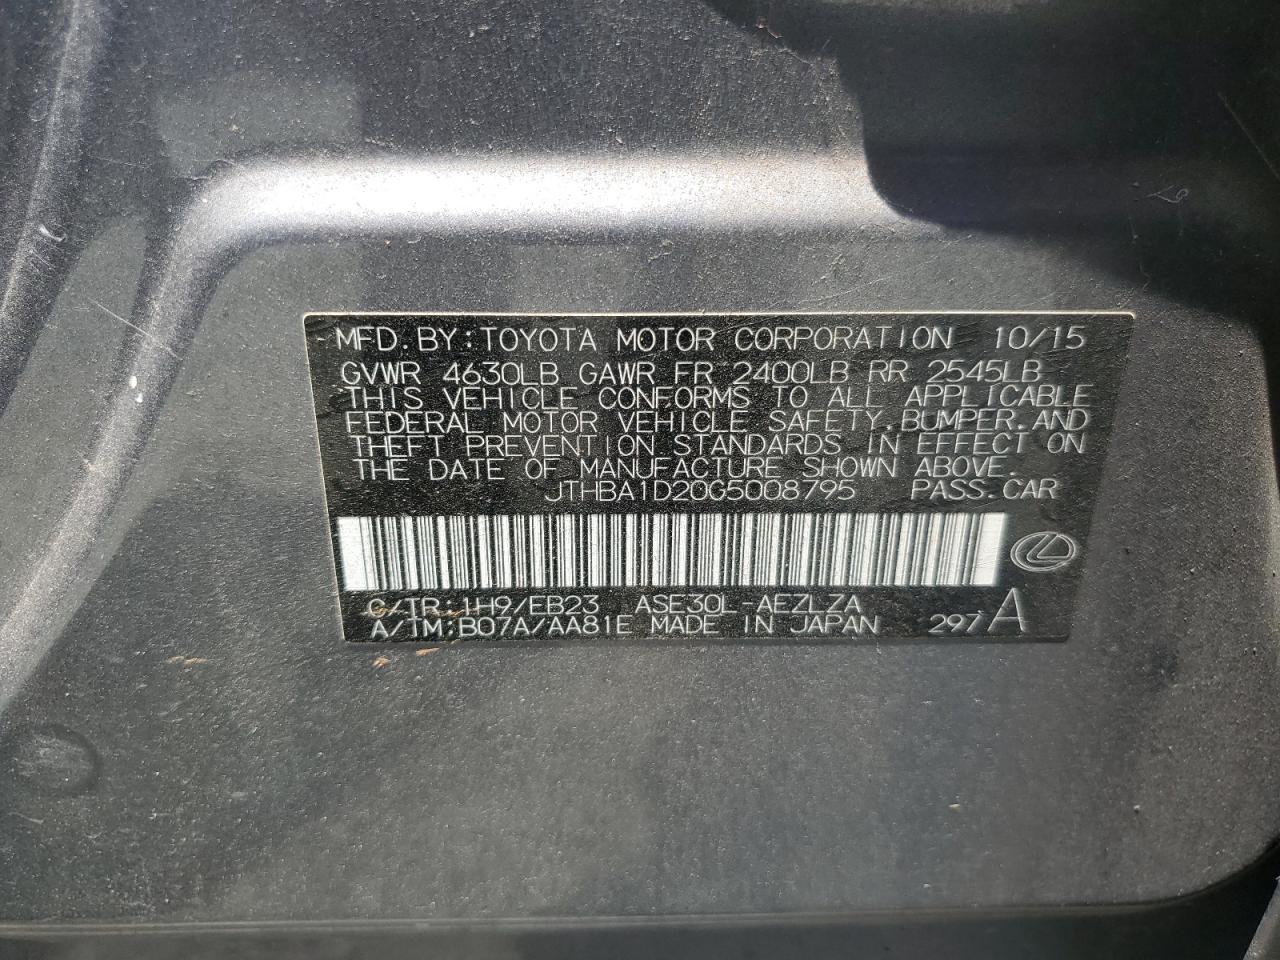 MFD. BY: TOYOTA MOTOR CORPORATION 10/15
GVWR 4630LB GAWR FR 2400LB RR 2545LB
THIS VEHICLE CONFORMS TO ALL APPLICABLE
FEDERAL MOTOR VEHICLE SAFETY, BUMPER, AND
THEFT PREVENTION STANDARDS IN EFFECT ON
THE DATE OF MANUFACTURE SHOWN ABOVE.
JTHBA1D20G5008795 PASS. CAR
C/TR: 1H9/EB23 ASE30L-AEZLZA
A/TM: B07A/AA81E MADE IN JAPAN 297 A